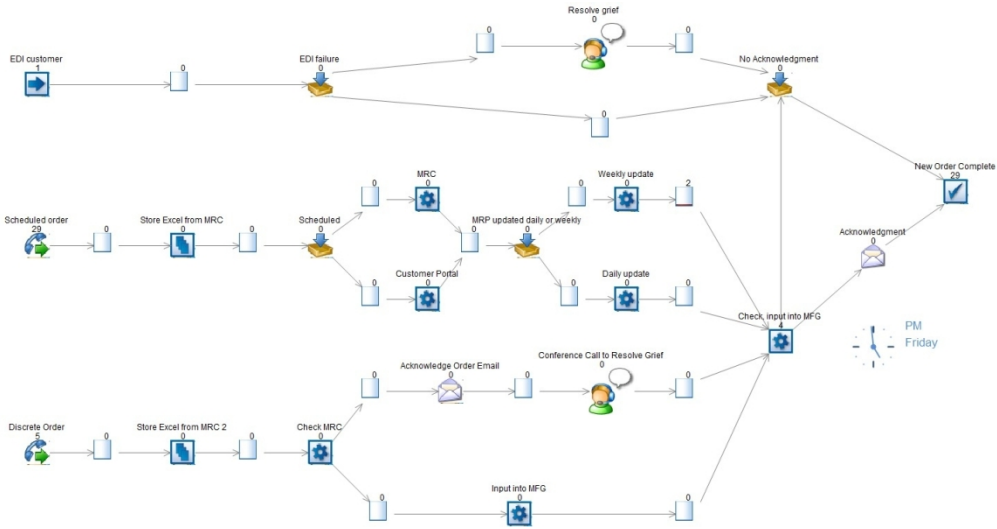 Resolve grief
0
0
0
EDI customer
1
0
EDI failure
0
No Acknowledgment
0
0
New Order Complete
29
MRC
0
0
Weekly update
0
0
2
Scheduled order
29
0
Store Excel from MRC
0
0
Scheduled
0
0
MRP updated daily or weekly
0
Acknowledgment
0
Customer Portal
0
0
Daily update
0
0
0
Check, input into MFG
4
PM
Friday
Acknowledge Order Email
0
0
0
Conference Call to Resolve Grief
0
0
Discrete Order
5
0
Store Excel from MRC 2
0
0
Check MRC
0
Input into MFG
0
0
0